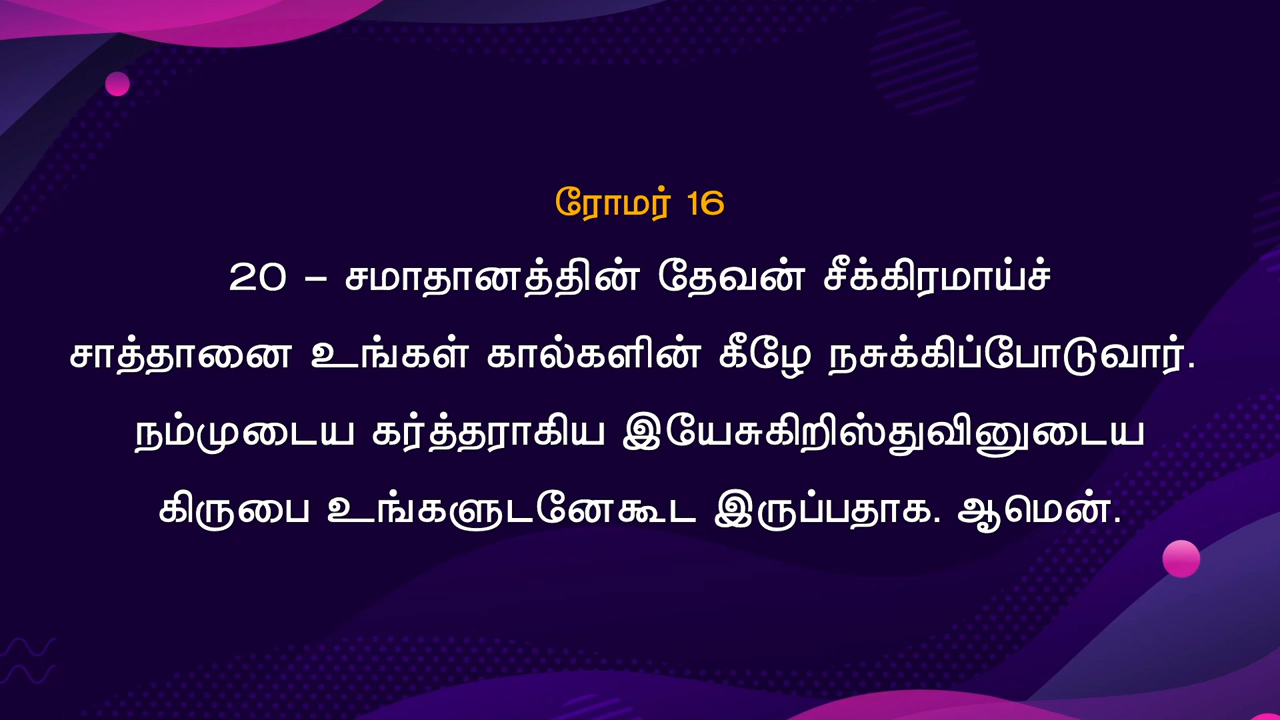 ரோமர் 16
20 – சமாதானத்தின் தேவன் சீக்கிரமாய்ச்
சாத்தானை உங்கள் கால்களின் கீழே நசுக்கிப்போடுவார்.
நம்முடைய கர்த்தராகிய இயேசுகிறிஸ்துவினுடைய
கிருபை உங்களுடனேகூட இருப்பதாக. ஆமென்.